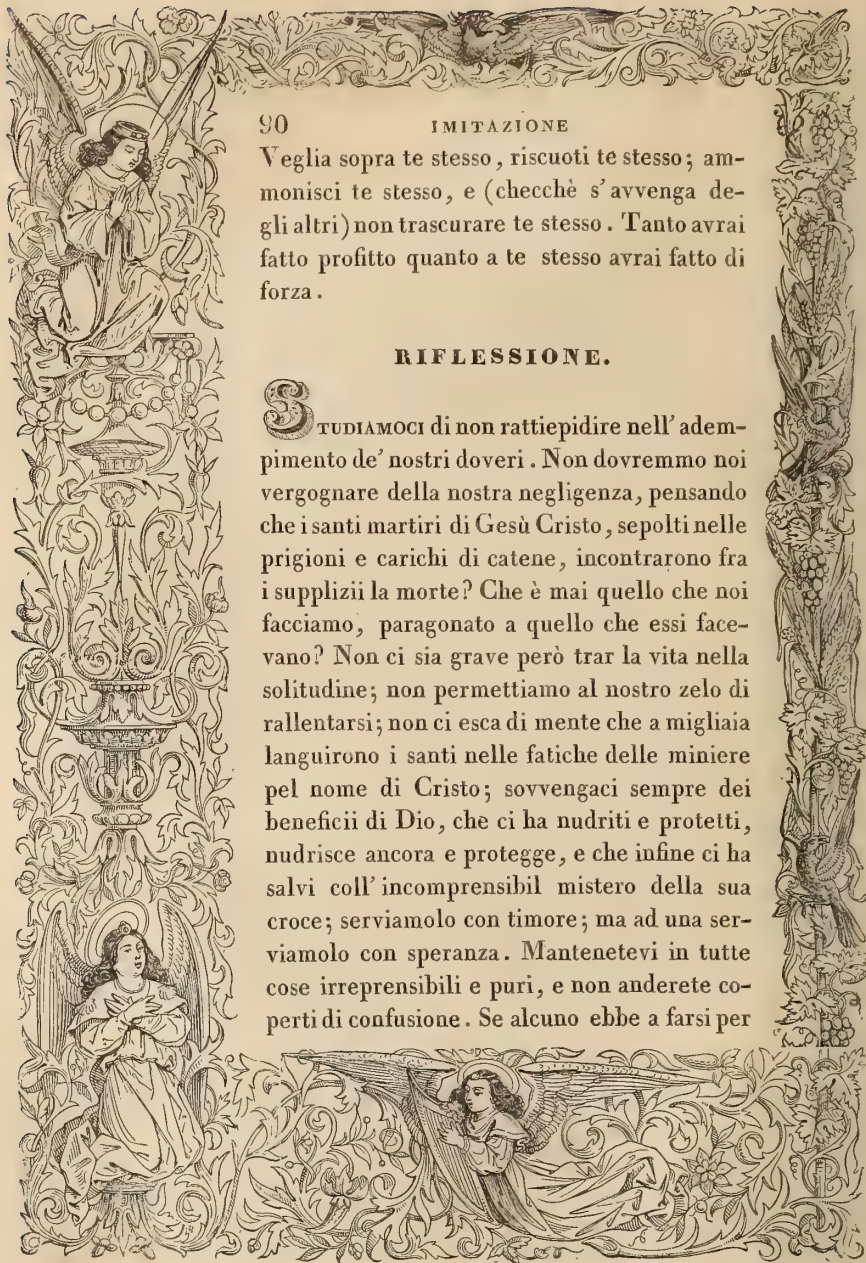 90 IMITAZIONE
Veglia sopra te stesso, riscuoti te stesso; am-
monisci te stesso, e (checchè s'avvenga de-
gli altri) non trascurare te stesso. Tanto avrai
fatto profitto quanto a te stesso avrai fatto di
forza.
RIFLESSIONE.
STUDIAMOCI di non rattiepidire nell'adem-
pimento de' nostri doveri. Non dovremmo noi
vergognare della nostra negligenza, pensando
che i santi martiri di Gesù Cristo, sepolti nelle
prigioni e carichi di catene, incontrarono fra
i supplizii la morte? Che è mai quello che noi
facciamo, paragonato a quello che essi face-
vano? Non ci sia grave però trar la vita nella
solitudine; non permettiamo al nostro zelo di
rallentarsi; non ci esca di mente che a migliaia
languirono i santi nelle fatiche delle miniere
pel nome di Cristo; sovvengaci sempre dei
beneficii di Dio, che ci ha nudriti e protetti,
nudrisce ancora e protegge, e che infine ci ha
salvi coll'incomprensibil mistero della sua
croce; serviamolo con timore; ma ad una ser-
viamolo con speranza. Mantenetevi in tutte
cose irreprensibili e puri, e non anderete co-
perti di confusione. Se alcuno ebbe a farsi per